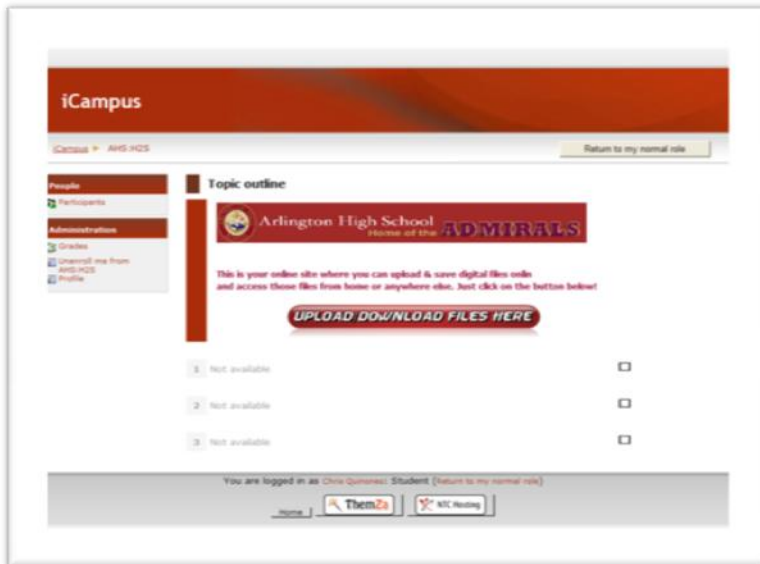 iCampus
iCampus ► AHS:H2S
Return to my normal role
People
Participants
Administration
Grades
Unenroll me from
AHS:H2S
Profile
Topic outline
Arlington High School
Home of the ADMIRALS
This is your online site where you can upload & save digital files onlin
and access those files from home or anywhere else. Just click on the button below!
UPLOAD DOWNLOAD FILES HERE
1 Not available
2 Not available
3 Not available
You are logged in as Chris Quinones: Student (Return to my normal role)
Home
ThemZa
NTC Hosting